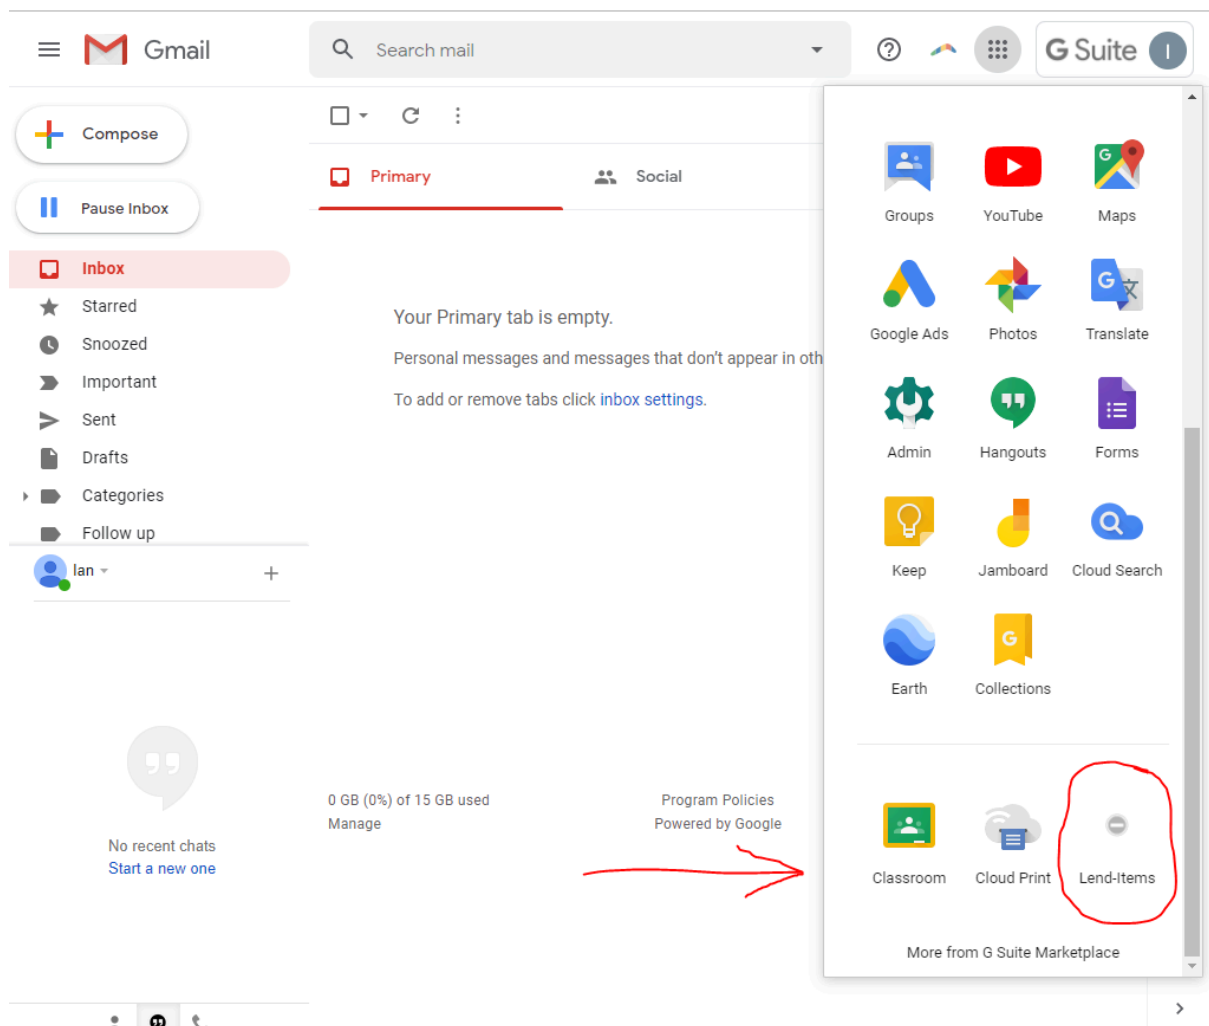 Gmail
Search mail
G Suite
I
Compose
Pause Inbox
Primary
Social
Inbox
Starred
Snoozed
Important
Sent
Drafts
Categories
Follow up
Ian
Your Primary tab is empty.
Personal messages and messages that don't appear in oth
To add or remove tabs click inbox settings.
No recent chats
Start a new one
0 GB (0%) of 15 GB used
Manage
Program Policies
Powered by Google
Groups
YouTube
Maps
Google Ads
Photos
Translate
Admin
Hangouts
Forms
Keep
Jamboard
Cloud Search
Earth
Collections
Classroom
Cloud Print
Lend-Items
More from G Suite Marketplace